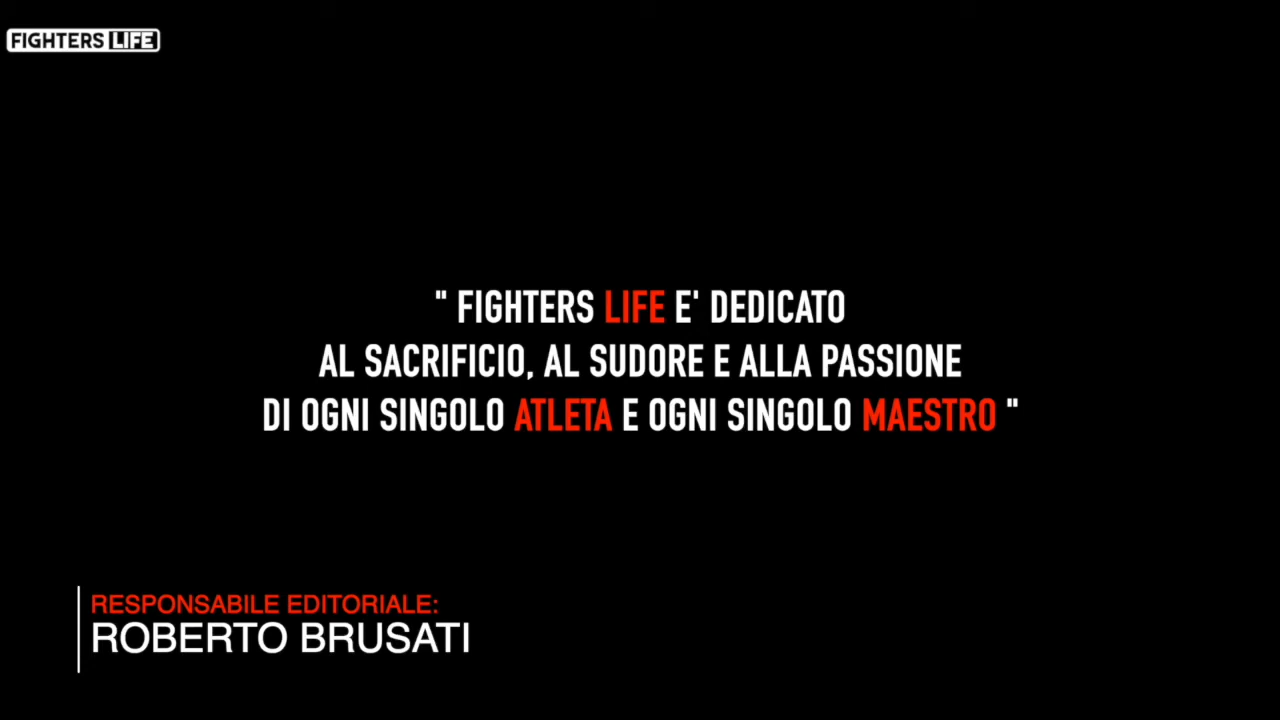 FIGHTERS LIFE
" FIGHTERS LIFE E' DEDICATO
AL SACRIFICIO, AL SUDORE E ALLA PASSIONE
DI OGNI SINGOLO ATLETA E OGNI SINGOLO MAESTRO "
RESPONSABILE EDITORIALE:
ROBERTO BRUSATI